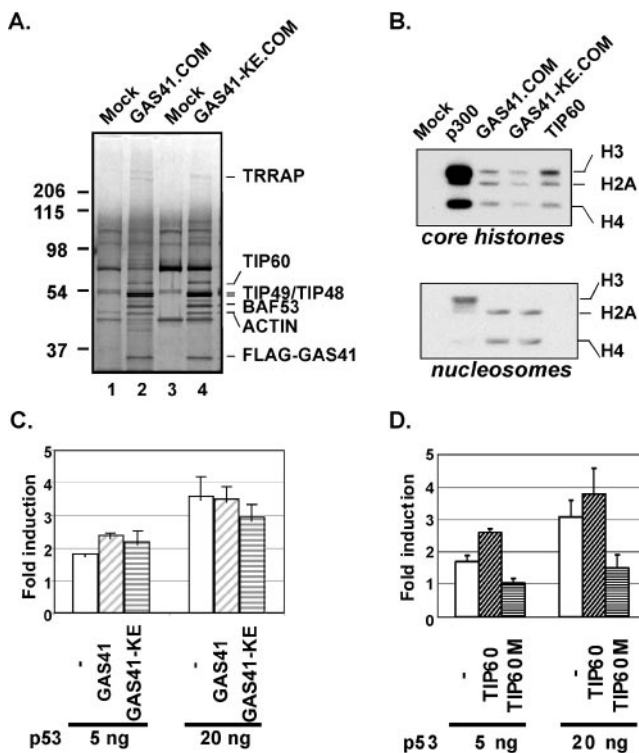 A.
Mock
GAS41.COM
Mock
GAS41-KE.COM
206
115
98
54
37
TRRAP
TIP60
TIP49/TIP48
BAF53
ACTIN
FLAG-GAS41
1 2 3 4
B.
Mock
p300
GAS41.COM
GAS41-KE.COM
TIP60
H3
H2A
H4
core histones
H3
H2A
H4
nucleosomes
C.
Fold induction
5
4
3
2
1
0
-
GAS41
GAS41-KE
-
GAS41
GAS41-KE
p53 5 ng 20 ng
D.
Fold induction
5
4
3
2
1
0
-
TIP60
TIP60M
-
TIP60
TIP60M
p53 5 ng 20 ng